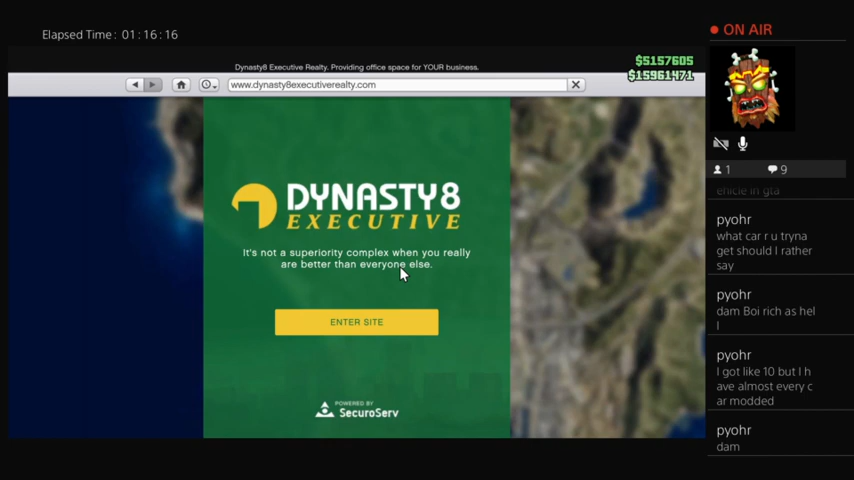 Elapsed Time : 01:16:16
ON AIR
Dynasty8 Executive Realty. Providing office space for YOUR business.
$5157605
$15961471
www.dynasty8executiverealty.com
DYNASTY8
EXECUTIVE
It's not a superiority complex when you really
are better than everyone else.
ENTER SITE
POWERED BY
SecuroServ
1
9
ehicle in gta
pyohr
what car r u tryna
get should I rather
say
pyohr
dam Boi rich as hel
l
pyohr
I got like 10 but I h
ave almost every c
ar modded
pyohr
dam